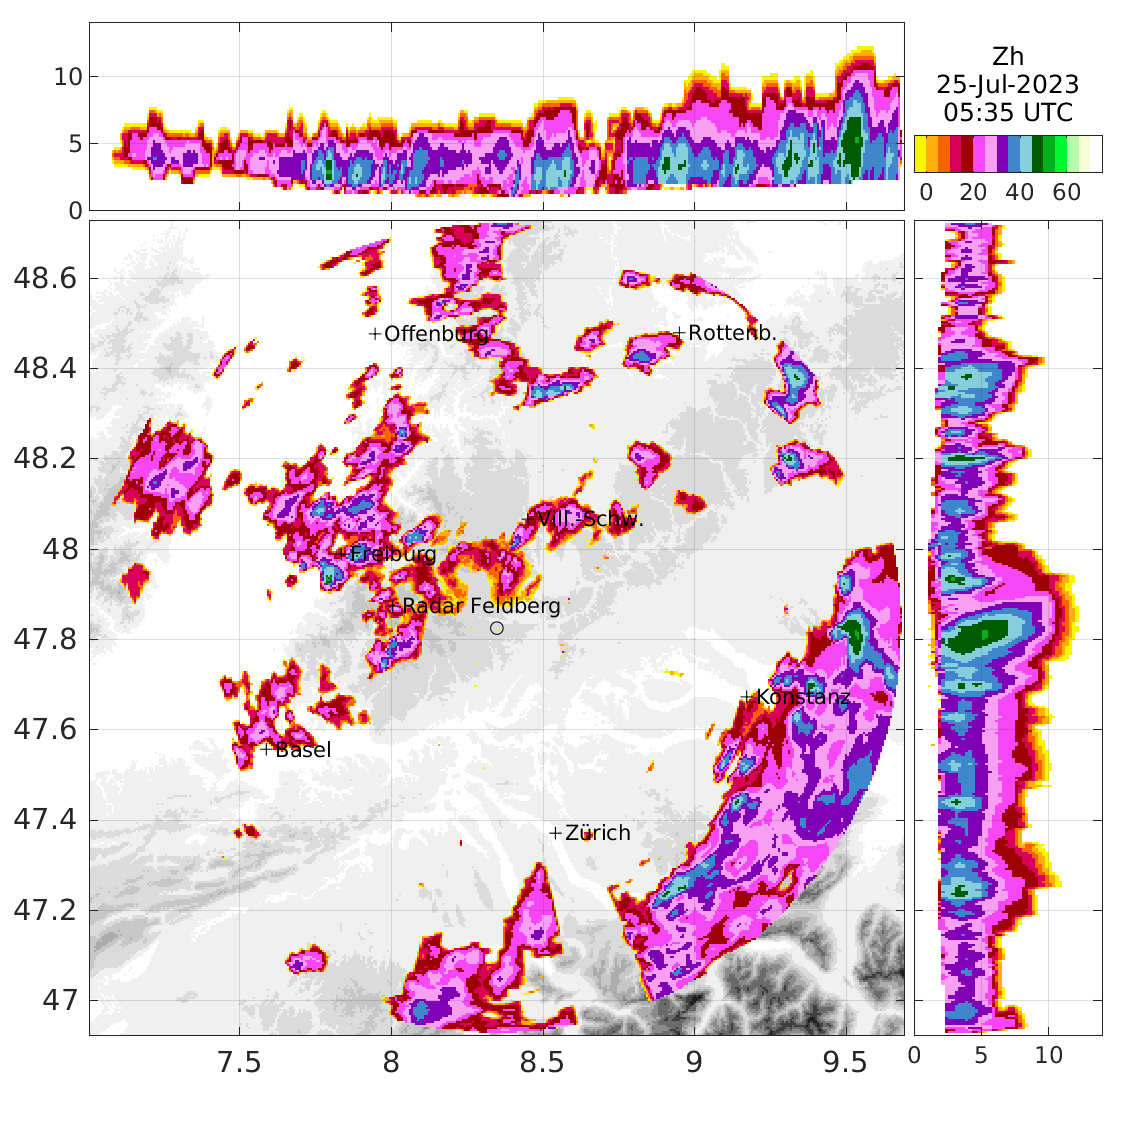 10
5
0
Zh
25-Jul-2023
05:35 UTC
0 20 40 60
48.6
48.4
48.2
48
47.8
47.6
47.4
47.2
47
Offenburg
Rottenb.
Vill.-Schw.
Freiburg
Radar Feldberg
Konstanz
Basel
Zürich
7.5 8 8.5 9 9.5
0 5 10